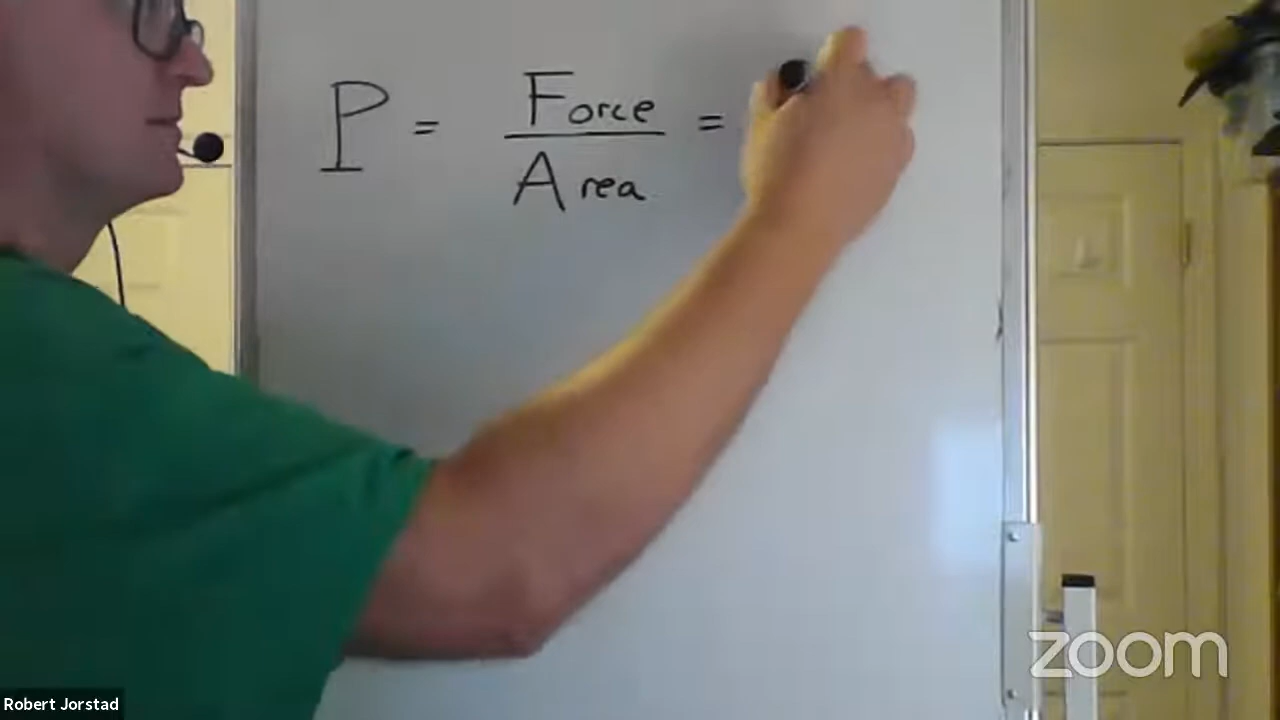 P = Force / Area =
zoom
Robert Jorstad